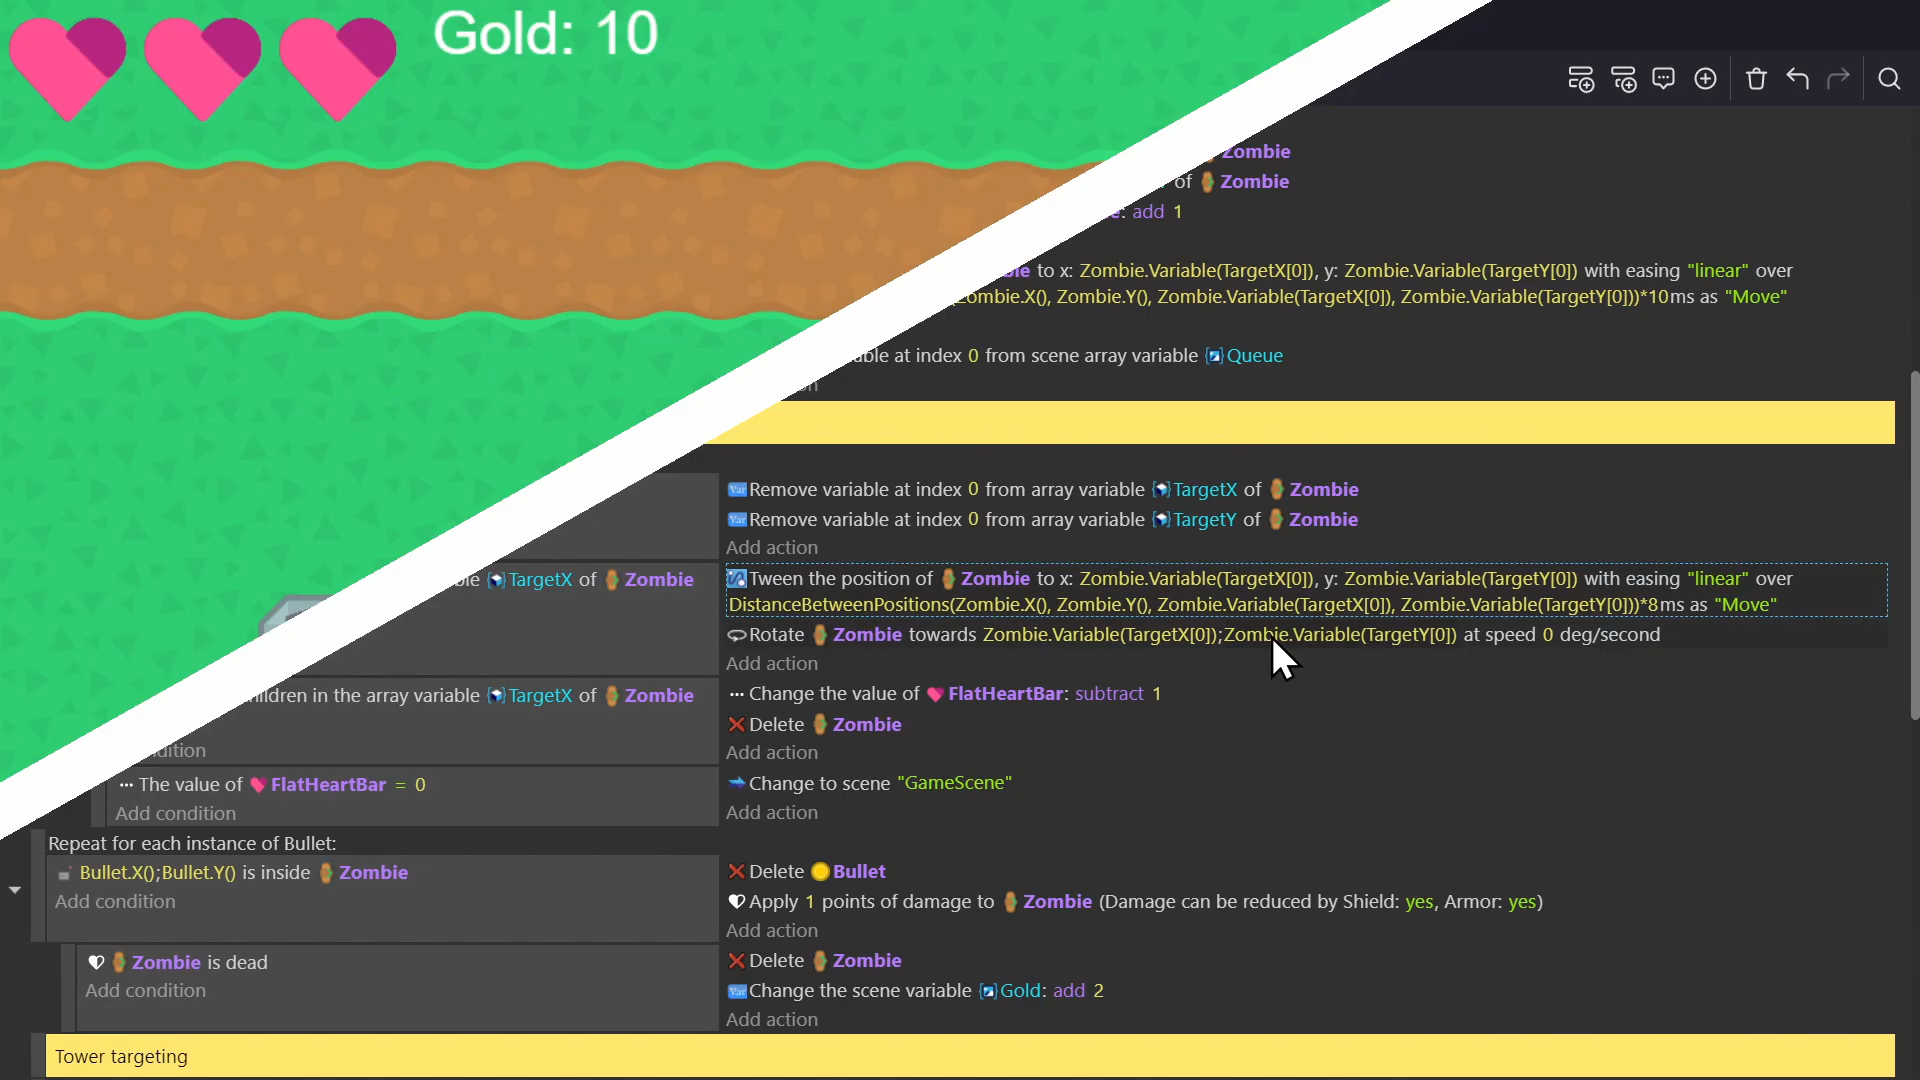 Gold: 10
Zombie
of Zombie
add 1
to x: Zombie.Variable(TargetX[0]), y: Zombie.Variable(TargetY[0]) with easing "linear" over
Zombie.X(), Zombie.Y(), Zombie.Variable(TargetX[0]), Zombie.Variable(TargetY[0]))*10ms as "Move"
at index 0 from scene array variable Queue
Remove variable at index 0 from array variable TargetX of Zombie
Remove variable at index 0 from array variable TargetY of Zombie
Add action
TargetX of Zombie
Tween the position of Zombie to x: Zombie.Variable(TargetX[0]), y: Zombie.Variable(TargetY[0]) with easing "linear" over
DistanceBetweenPositions(Zombie.X(), Zombie.Y(), Zombie.Variable(TargetX[0]), Zombie.Variable(TargetY[0]))*8ms as "Move"
Rotate Zombie towards Zombie.Variable(TargetX[0]);Zombie.Variable(TargetY[0]) at speed 0 deg/second
Add action
children in the array variable TargetX of Zombie
Change the value of FlatHeartBar: subtract 1
Delete Zombie
Add action
The value of FlatHeartBar = 0
Add condition
Change to scene "GameScene"
Add action
Repeat for each instance of Bullet:
Bullet.X();Bullet.Y() is inside Zombie
Add condition
Delete Bullet
Apply 1 points of damage to Zombie (Damage can be reduced by Shield: yes, Armor: yes)
Add action
Zombie is dead
Add condition
Delete Zombie
Change the scene variable Gold: add 2
Add action
Tower targeting